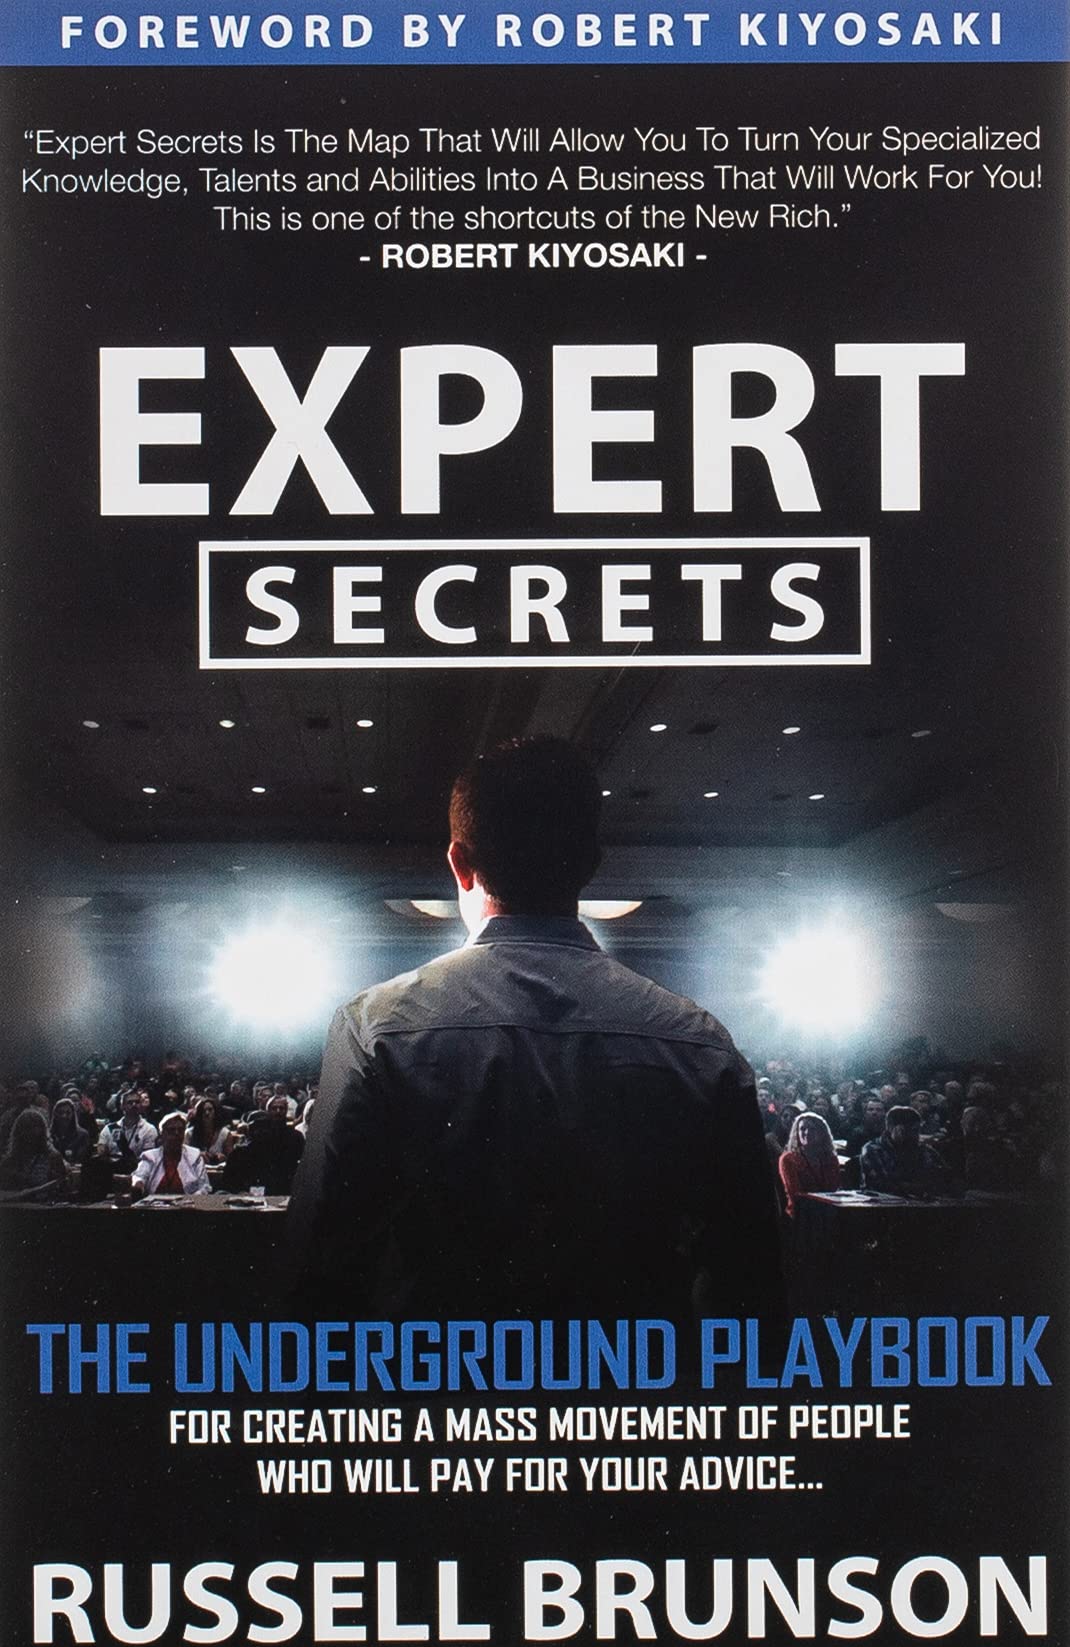 FOREWORD BY ROBERT KIYOSAKI
“Expert Secrets Is The Map That Will Allow You To Turn Your Specialized
Knowledge, Talents and Abilities Into A Business That Will Work For You!
This is one of the shortcuts of the New Rich.”
- ROBERT KIYOSAKI -
EXPERT
SECRETS
THE UNDERGROUND PLAYBOOK
FOR CREATING A MASS MOVEMENT OF PEOPLE
WHO WILL PAY FOR YOUR ADVICE...
RUSSELL BRUNSON